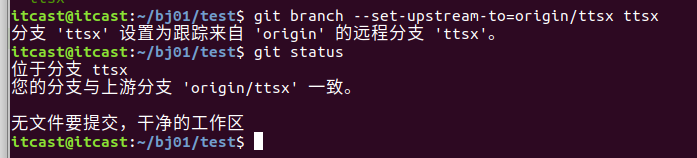 itcast@itcast:~/bj01/test$ git branch --set-upstream-to=origin/ttsx ttsx
分支 'ttsx' 设置为跟踪来自 'origin' 的远程分支 'ttsx'。
itcast@itcast:~/bj01/test$ git status
位于分支 ttsx
您的分支与上游分支 'origin/ttsx' 一致。
无文件要提交，干净的工作区
itcast@itcast:~/bj01/test$